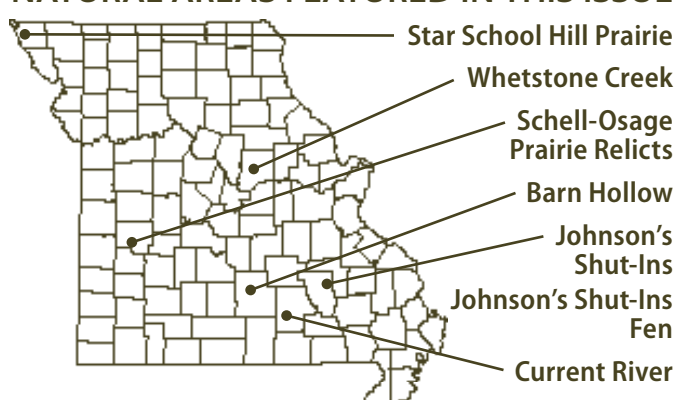 NATURAL AREAS FEATURED IN THIS ISSUE
Star School Hill Prairie
Whetstone Creek
Schell-Osage
Prairie Relicts
Barn Hollow
Johnson's
Shut-Ins
Johnson's Shut-Ins
Fen
Current River